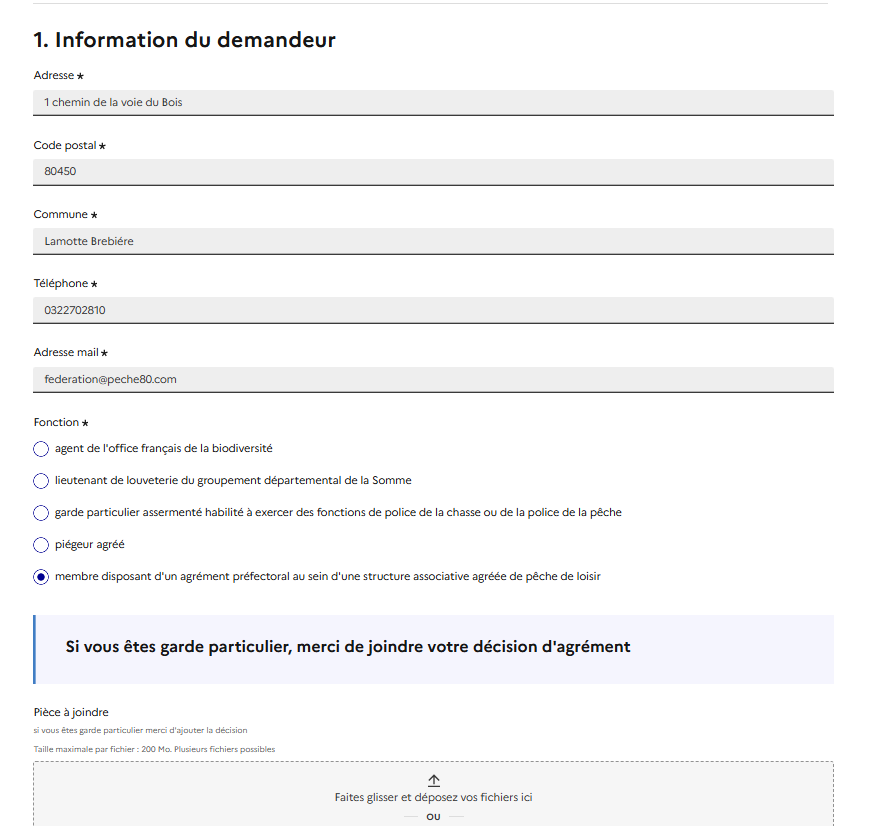 1. Information du demandeur
Adresse *
1 chemin de la voie du Bois
Code postal *
80450
Commune *
Lamotte Brebiére
Téléphone *
0322702810
Adresse mail *
federation@peche80.com
Fonction *
agent de l'office français de la biodiversité
lieutenant de louveterie du groupement départemental de la Somme
garde particulier assermenté habilité à exercer des fonctions de police de la chasse ou de la police de la pêche
piégeur agréé
membre disposant d'un agrément préfectoral au sein d'une structure associative agréée de pêche de loisir
Si vous êtes garde particulier, merci de joindre votre décision d'agrément
Pièce à joindre
si vous êtes garde particulier merci d'ajouter la décision
Taille maximale par fichier : 200 Mo. Plusieurs fichiers possibles
Faites glisser et déposez vos fichiers ici
OU